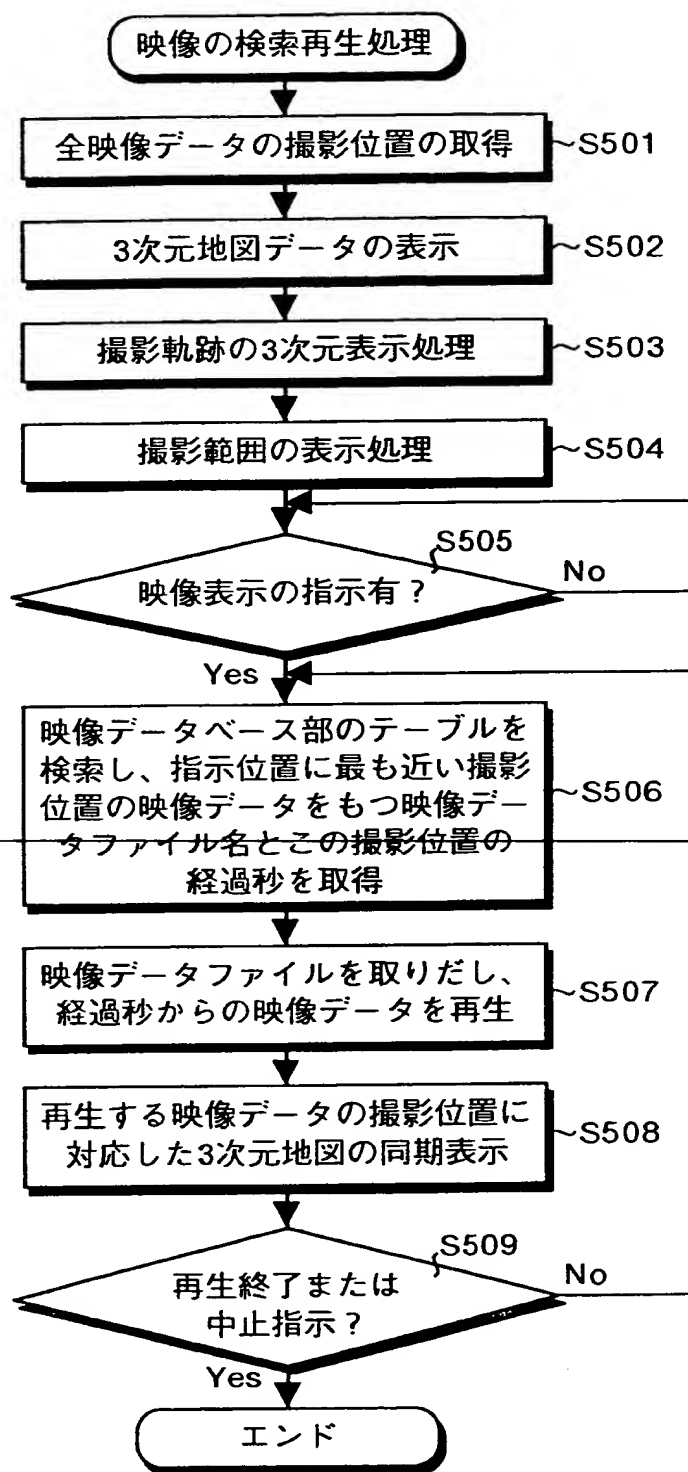 映像の検索再生処理
全映像データの撮影位置の取得
~S501
3次元地図データの表示
~S502
撮影軌跡の3次元表示処理
~S503
撮影範囲の表示処理
~S504
S505
映像表示の指示有？
No
Yes
映像データベース部のテーブルを
検索し、指示位置に最も近い撮影
位置の映像データをもつ映像デー
タファイル名とこの撮影位置の
経過秒を取得
~S506
映像データファイルを取りだし、
経過秒からの映像データを再生
~S507
再生する映像データの撮影位置に
対応した3次元地図の同期表示
~S508
S509
再生終了または
中止指示？
No
Yes
エンド